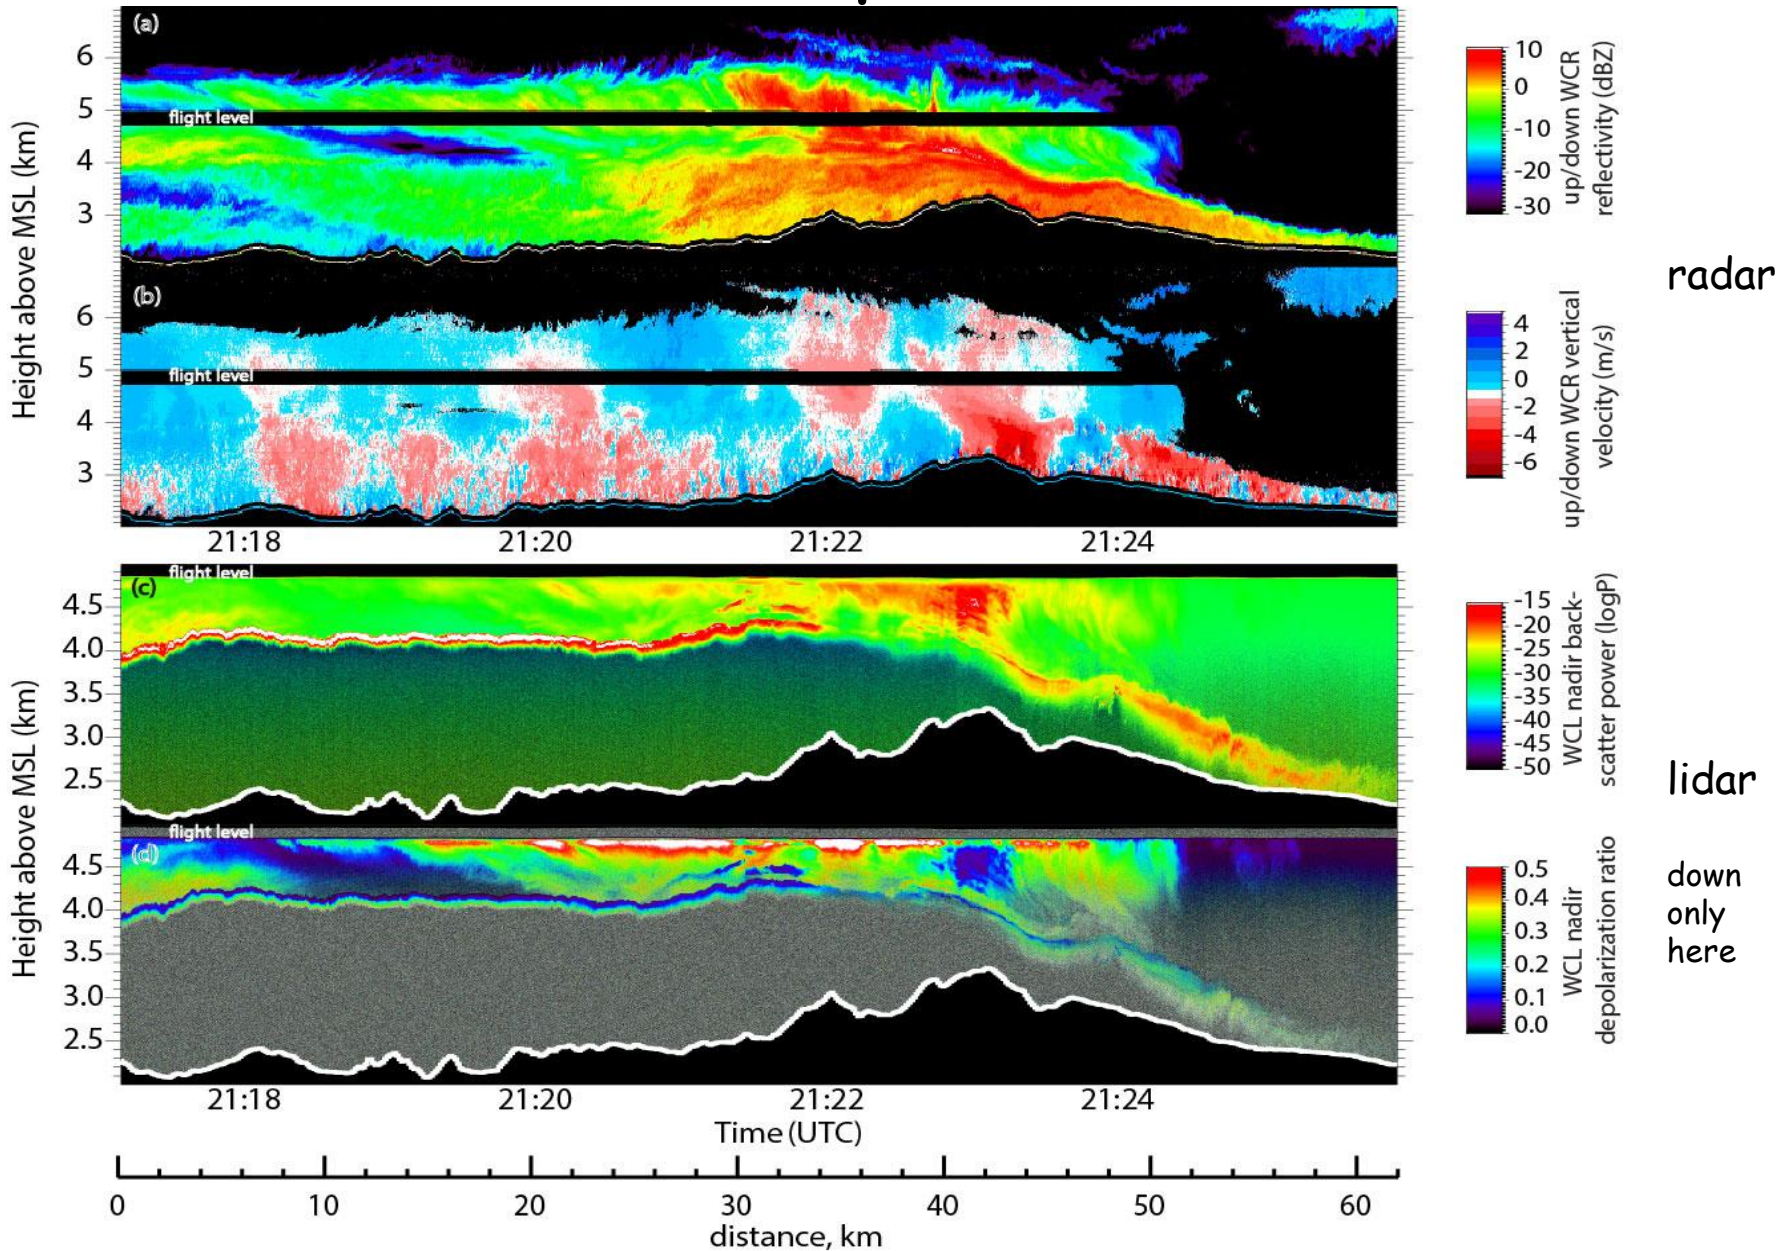 (a)
6
5
flight level
4
3
Height above MSL (km)
10
0
-10
-20
-30
up/down WCR
reflectivity (dBZ)
radar
(b)
6
5
flight level
4
3
4
2
0
-2
-4
-6
up/down WCR vertical
velocity (m/s)
21:18 21:20 21:22 21:24
flight level
(c)
4.5
4.0
3.5
3.0
2.5
Height above MSL (km)
-15
-20
-25
-30
-35
-40
-45
-50
WCL nadir back-
scatter power (logP)
lidar
flight level
(d)
4.5
4.0
3.5
3.0
2.5
0.5
0.4
0.3
0.2
0.1
0.0
WCL nadir
depolarization ratio
down
only
here
21:18 21:20 21:22 21:24
Time (UTC)
0 10 20 30 40 50 60
distance, km